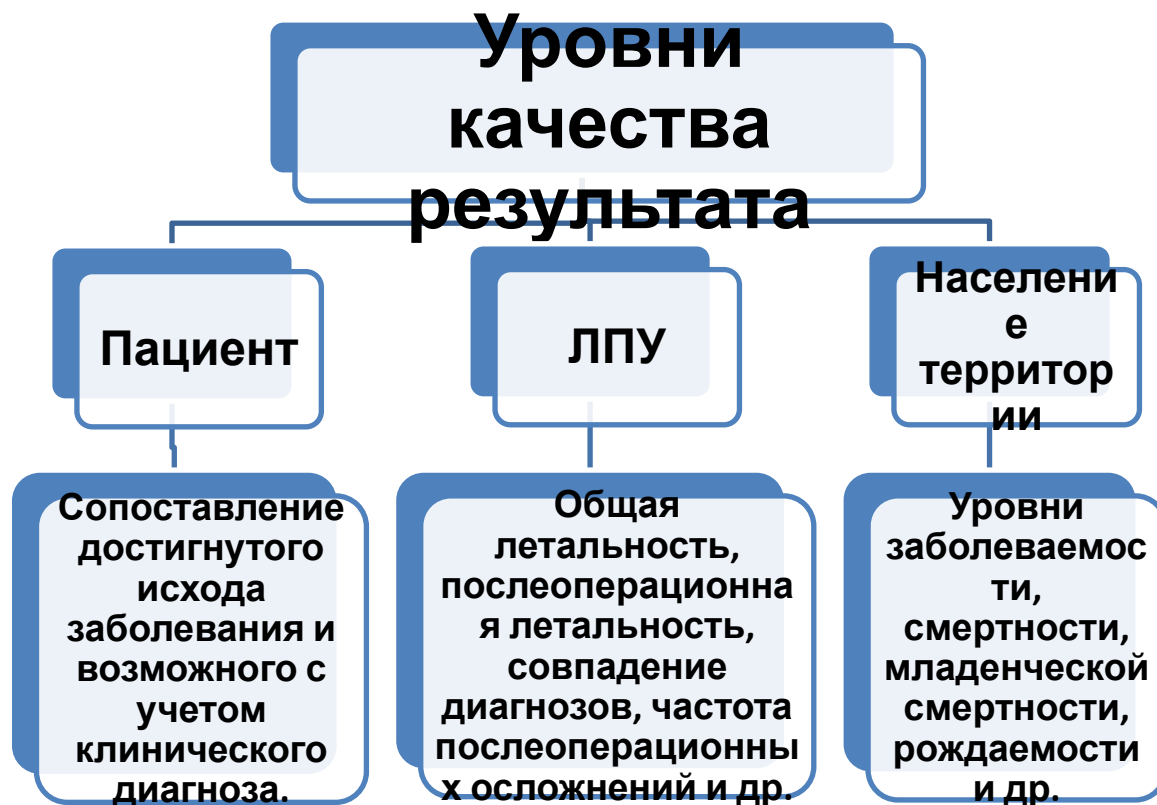 Уровни
качества
результата
Пациент
ЛПУ
Населени
е
территор
ии
Сопоставление
достигнутого
исхода
заболевания и
возможного с
учетом
клинического
диагноза.
Общая
летальность,
послеоперационна
я летальность,
совпадение
диагнозов, частота
послеоперационны
х осложнений и др.
Уровни
заболеваемос
ти,
смертности,
младенческой
смертности,
рождаемости
и др.